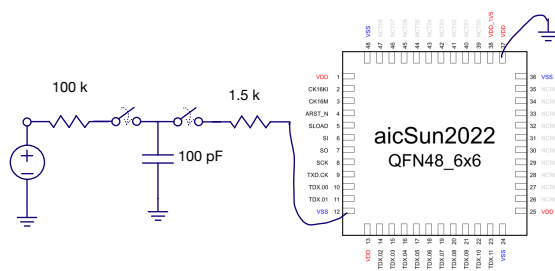 VSS
VDD_1V5
VDD
48
47
46
45
44
43
42
41
40
39
38
37
100 k
1.5 k
100 pF
VDD 1
CK16KI 2
CK16M 3
ARST_N 4
SLOAD 5
SI 6
SO 7
SCK 8
TXD.CK 9
TDX.00 10
TDX.01 11
VSS 12
aicSun2022
QFN48_6x6
36 VSS
35
34
33
32
31
30
29
28
27
26
25 VDD
13
14
15
16
17
18
19
20
21
22
23
24
VDD
TDX.02
TDX.03
TDX.04
TDX.05
TDX.06
TDX.07
TDX.08
TDX.09
TDX.10
TDX.11
VSS